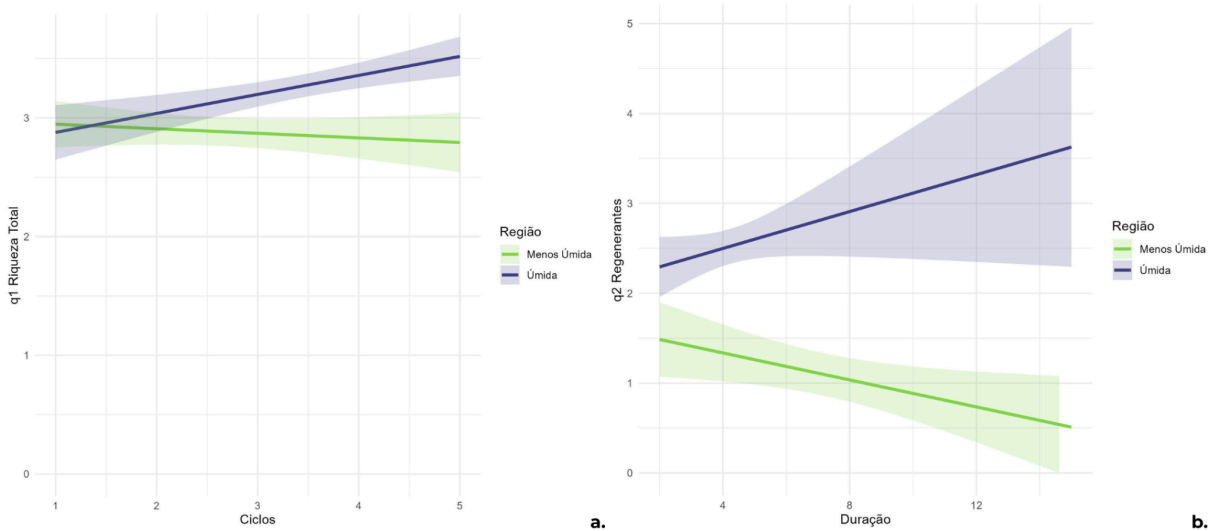 q1 Riqueza Total
3
2
1
0
1
2
3
4
5
Ciclos
Região
Menos Úmida
Úmida
a.
q2 Regenerantes
5
4
3
2
1
0
4
8
12
Duração
Região
Menos Úmida
Úmida
b.